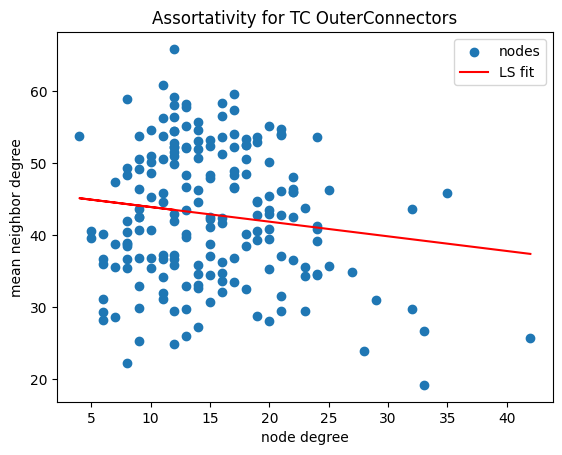 Assortativity for TC OuterConnectors
nodes
LS fit
mean neighbor degree
60
50
40
30
20
5
10
15
20
25
30
35
40
node degree